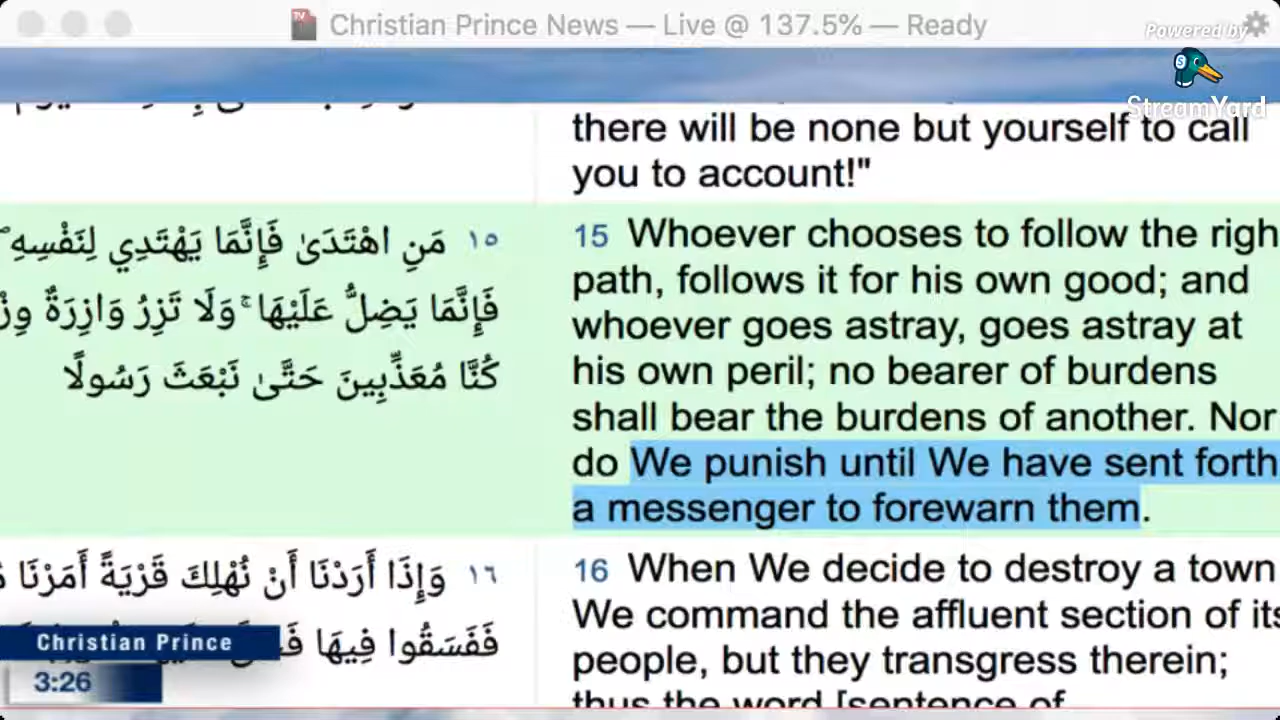 Christian Prince News — Live @ 137.5% — Ready
Powered by
StreamYard
there will be none but yourself to call
you to account!"
١٥ مَنِ اهْتَدَىٰ فَإِنَّمَا يَهْتَدِي لِنَفْسِهِ ۖ
فَإِنَّمَا يَضِلُّ عَلَيْهَا ۚ وَلَا تَزِرُ وَازِرَةٌ
كُنَّا مُعَذِّبِينَ حَتَّىٰ نَبْعَثَ رَسُولًا
15 Whoever chooses to follow the righ
path, follows it for his own good; and
whoever goes astray, goes astray at
his own peril; no bearer of burdens
shall bear the burdens of another. Nor
do We punish until We have sent forth
a messenger to forewarn them.
١٦ وَإِذَا أَرَدْنَا أَنْ نُهْلِكَ قَرْيَةً أَمَرْنَا
فَفَسَقُوا فِيهَا
16 When We decide to destroy a town
We command the affluent section of its
people, but they transgress therein;
thus the word [sentence of
Christian Prince
3:26